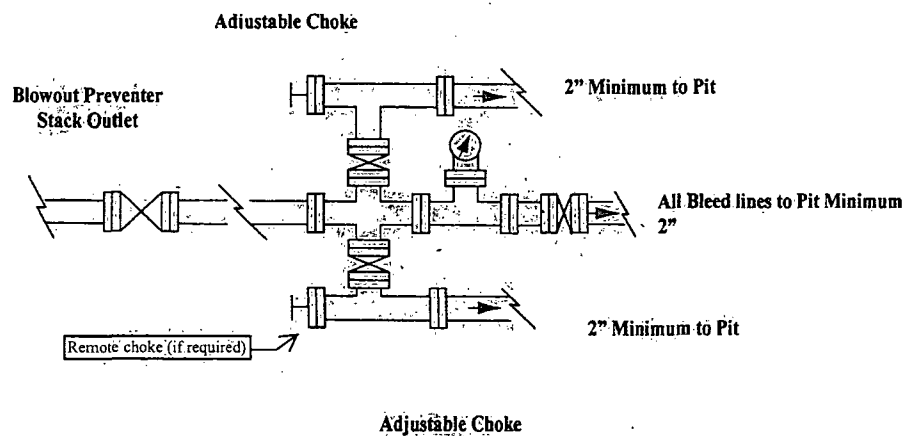 Adjustable Choke
Blowout Preventer
Stack Outlet
2” Minimum to Pit
All Bleed lines to Pit Minimum
2”
2” Minimum to Pit
Remote choke (if required)
Adjustable Choke